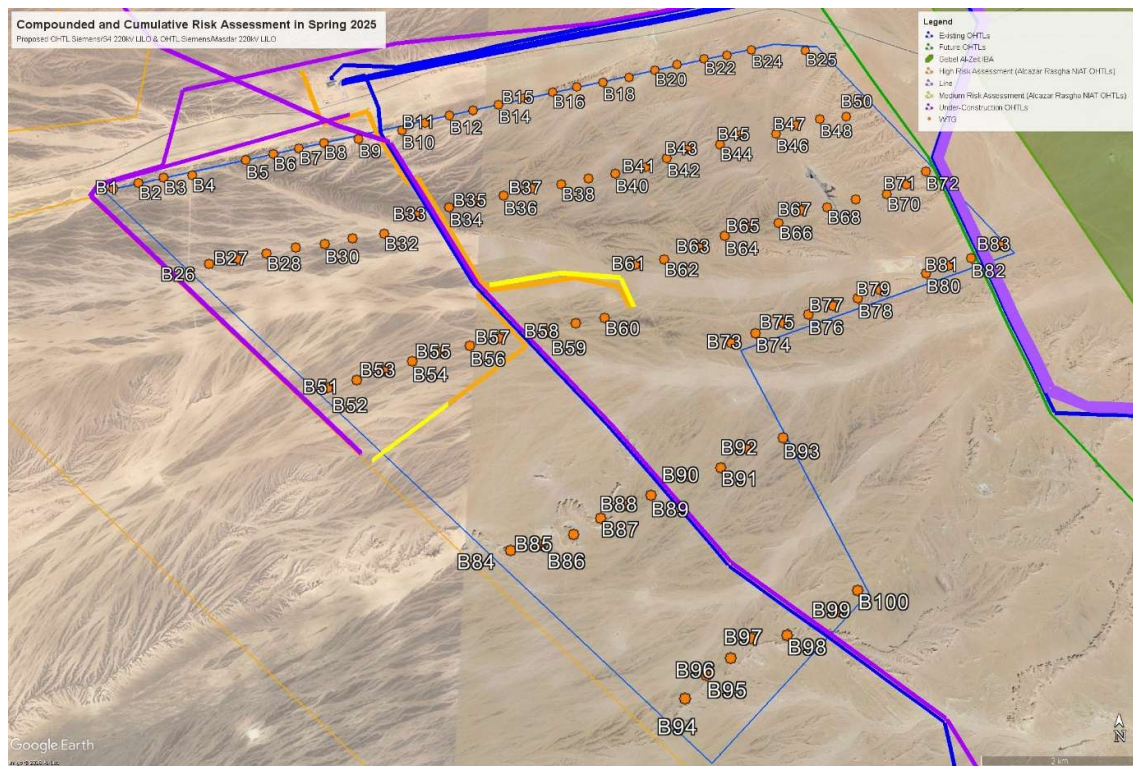 Compounded and Cumulative Risk Assessment in Spring 2025
Proposed OHTL Siemens/S4 220kV LILO & OHTL Siemens/Masdar 220kV LILO
Legend
Existing OHTLs
Future OHTLs
Gebel Al-Zeit IBA
High Risk Assessment (Alcazar Rasgha NIAT OHTLs)
Line
Medium Risk Assessment (Alcazar Rasgha NIAT OHTLs)
Under-Construction OHTLs
WTG
B24
B25
B22
B20
B18
B16
B15
B14
B12
B11
B10
B9
B8
B7
B6
B5
B4
B3
B2
B1
B50
B48
B47
B46
B45
B44
B43
B42
B41
B40
B38
B37
B36
B35
B34
B33
B32
B30
B28
B27
B26
B72
B71
B70
B68
B67
B66
B65
B64
B63
B62
B61
B83
B82
B81
B80
B79
B78
B77
B76
B75
B74
B73
B60
B59
B58
B57
B56
B55
B54
B53
B52
B51
B93
B92
B91
B90
B89
B88
B87
B86
B85
B84
B100
B99
B98
B97
B96
B95
B94
Google Earth
N
2 km